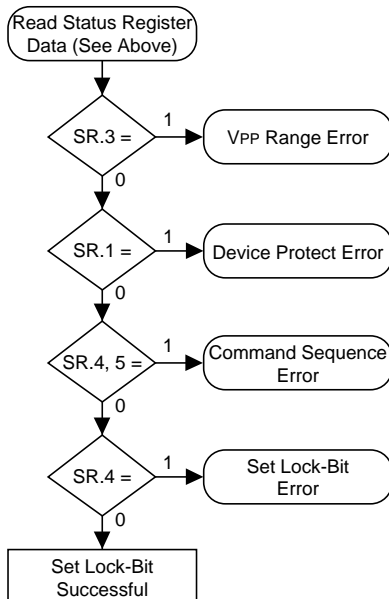 Read Status Register
Data (See Above)
SR.3 =
1
VPP Range Error
0
SR.1 =
1
Device Protect Error
0
SR.4, 5 =
1
Command Sequence
Error
0
SR.4 =
1
Set Lock-Bit
Error
0
Set Lock-Bit
Successful